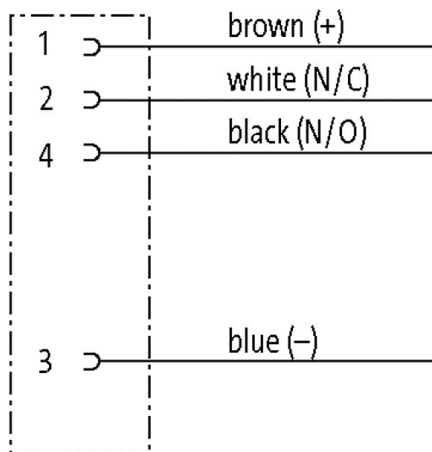 1 brown (+)
2 white (N/C)
4 black (N/O)
3 blue (–)